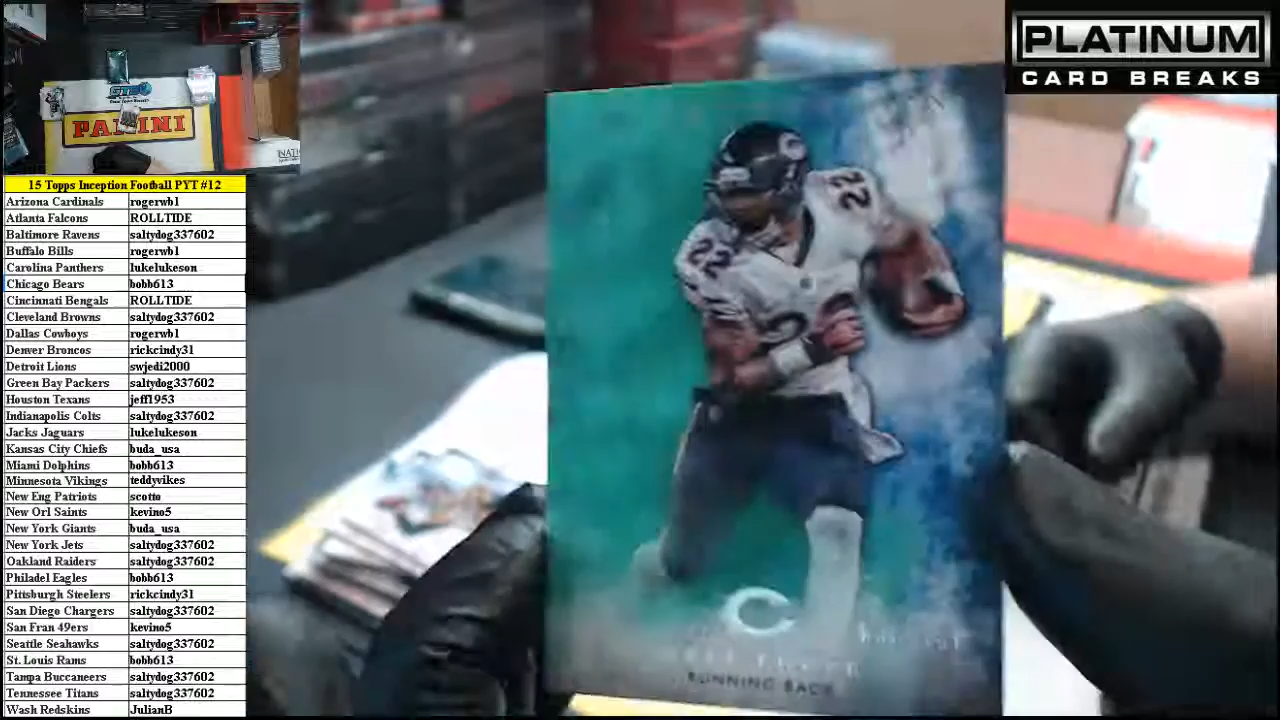 PLATINUM
CARD BREAKS
PANINI
15 Topps Inception Football PYT #12
Arizona Cardinals rogerwb1
Atlanta Falcons ROLLTIDE
Baltimore Ravens saltydog337602
Buffalo Bills rogerwb1
Carolina Panthers lukelukeson
Chicago Bears bobb613
Cincinnati Bengals ROLLTIDE
Cleveland Browns saltydog337602
Dallas Cowboys rogerwb1
Denver Broncos rickcindy31
Detroit Lions swjedi2000
Green Bay Packers saltydog337602
Houston Texans jeff1953
Indianapolis Colts saltydog337602
Jacks Jaguars lukelukeson
Kansas City Chiefs buda_usa
Miami Dolphins bobb613
Minnesota Vikings teddyvikes
New Eng Patriots scotto
New Orl Saints kevino5
New York Giants buda_usa
New York Jets saltydog337602
Oakland Raiders saltydog337602
Philadel Eagles bobb613
Pittsburgh Steelers rickcindy31
San Diego Chargers saltydog337602
San Fran 49ers kevino5
Seattle Seahawks saltydog337602
St. Louis Rams bobb613
Tampa Buccaneers saltydog337602
Tennessee Titans saltydog337602
Wash Redskins JulianB
22
22
RUNNING BACK